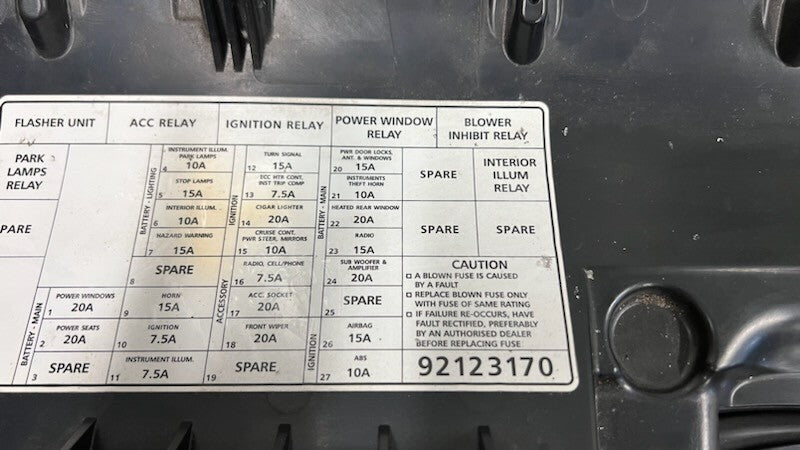 FLASHER UNIT
ACC RELAY
IGNITION RELAY
POWER WINDOW
RELAY
BLOWER
INHIBIT RELAY
PARK
LAMPS
RELAY
BATTERY - LIGHTING
INSTRUMENT ILLUM.
PARK LAMPS
4 10A
STOP LAMPS
5 15A
INTERIOR ILLUM.
6 10A
HAZARD WARNING
7 15A
8 SPARE
IGNITION
TURN SIGNAL
12 15A
ECC HTR CONT.
INST TRIP COMP
13 7.5A
CIGAR LIGHTER
14 20A
CRUISE CONT.
PWR STEER, MIRRORS
15 10A
BATTERY - MAIN
PWR DOOR LOCKS,
ANT. & WINDOWS
20 15A
INSTRUMENTS
THEFT HORN
21 10A
HEATED REAR WINDOW
22 20A
RADIO
23 15A
SUB WOOFER &
AMPLIFIER
24 20A
SPARE
INTERIOR
ILLUM
RELAY
SPARE
SPARE
PARE
ACCESSORY
RADIO, CELL/PHONE
16 7.5A
ACC. SOCKET
17 20A
FRONT WIPER
18 20A
19 SPARE
BATTERY - MAIN
POWER WINDOWS
1 20A
POWER SEATS
2 20A
3 SPARE
HORN
9 15A
IGNITION
10 7.5A
INSTRUMENT ILLUM.
11 7.5A
IGNITION
SPARE
25
AIRBAG
26 15A
ABS
27 10A
CAUTION
□ A BLOWN FUSE IS CAUSED
BY A FAULT
□ REPLACE BLOWN FUSE ONLY
WITH FUSE OF SAME RATING
□ IF FAILURE RE-OCCURS, HAVE
FAULT RECTIFIED, PREFERABLY
BY AN AUTHORISED DEALER
BEFORE REPLACING FUSE
92123170